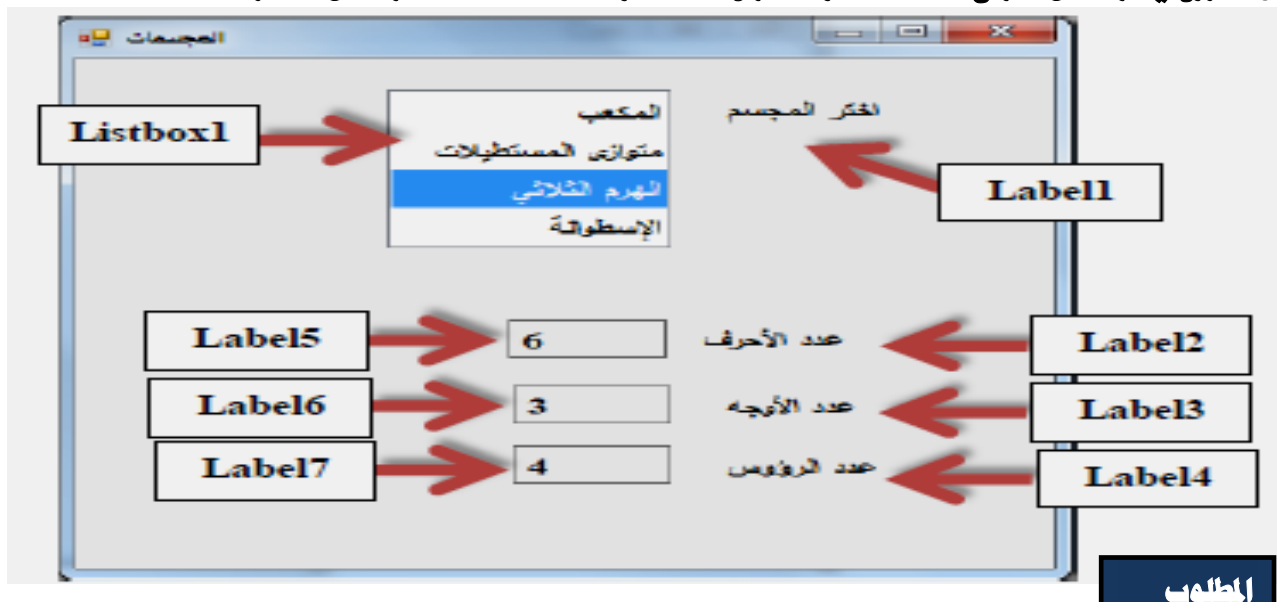 المجسمات
اختر المجسم
المكعب
متوازى المستطيلات
الهرم الثلاثي
الإسطوانة
Listbox1
Label1
عدد الأحرف
6
Label5
Label2
عدد الأوجه
3
Label6
Label3
عدد الرؤوس
4
Label7
Label4
المطلوب